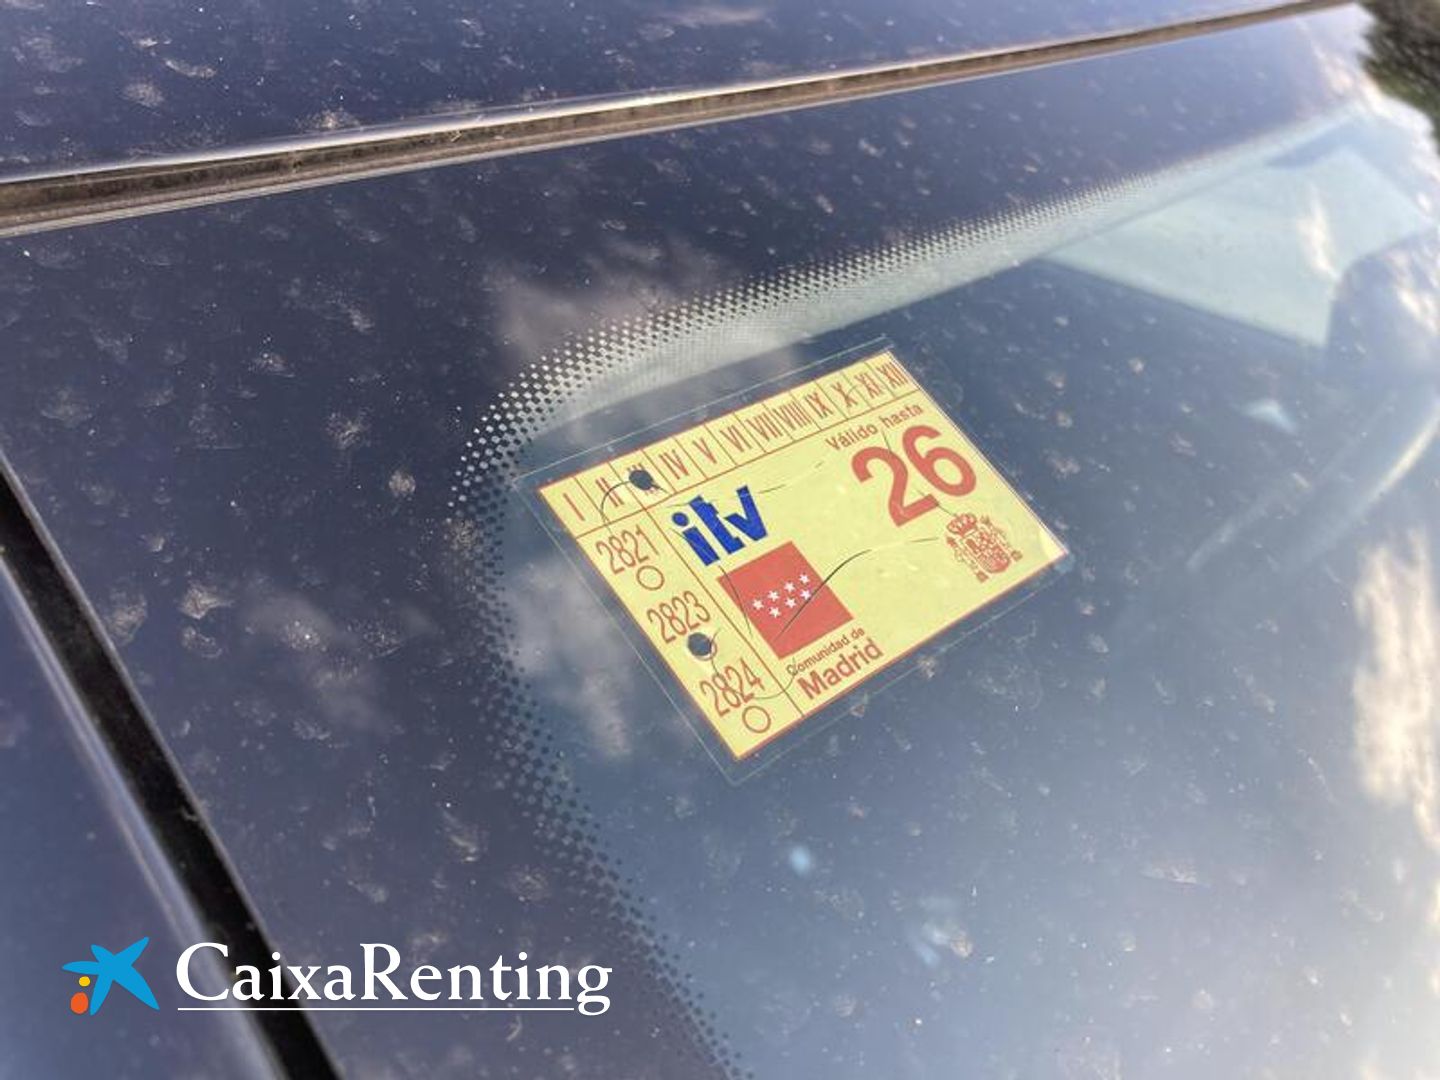 I II III IV V VI VII VIII IX X XI XII
Válido hasta
26
itv
2821
2823
2824
Comunidad de
Madrid
CaixaRenting